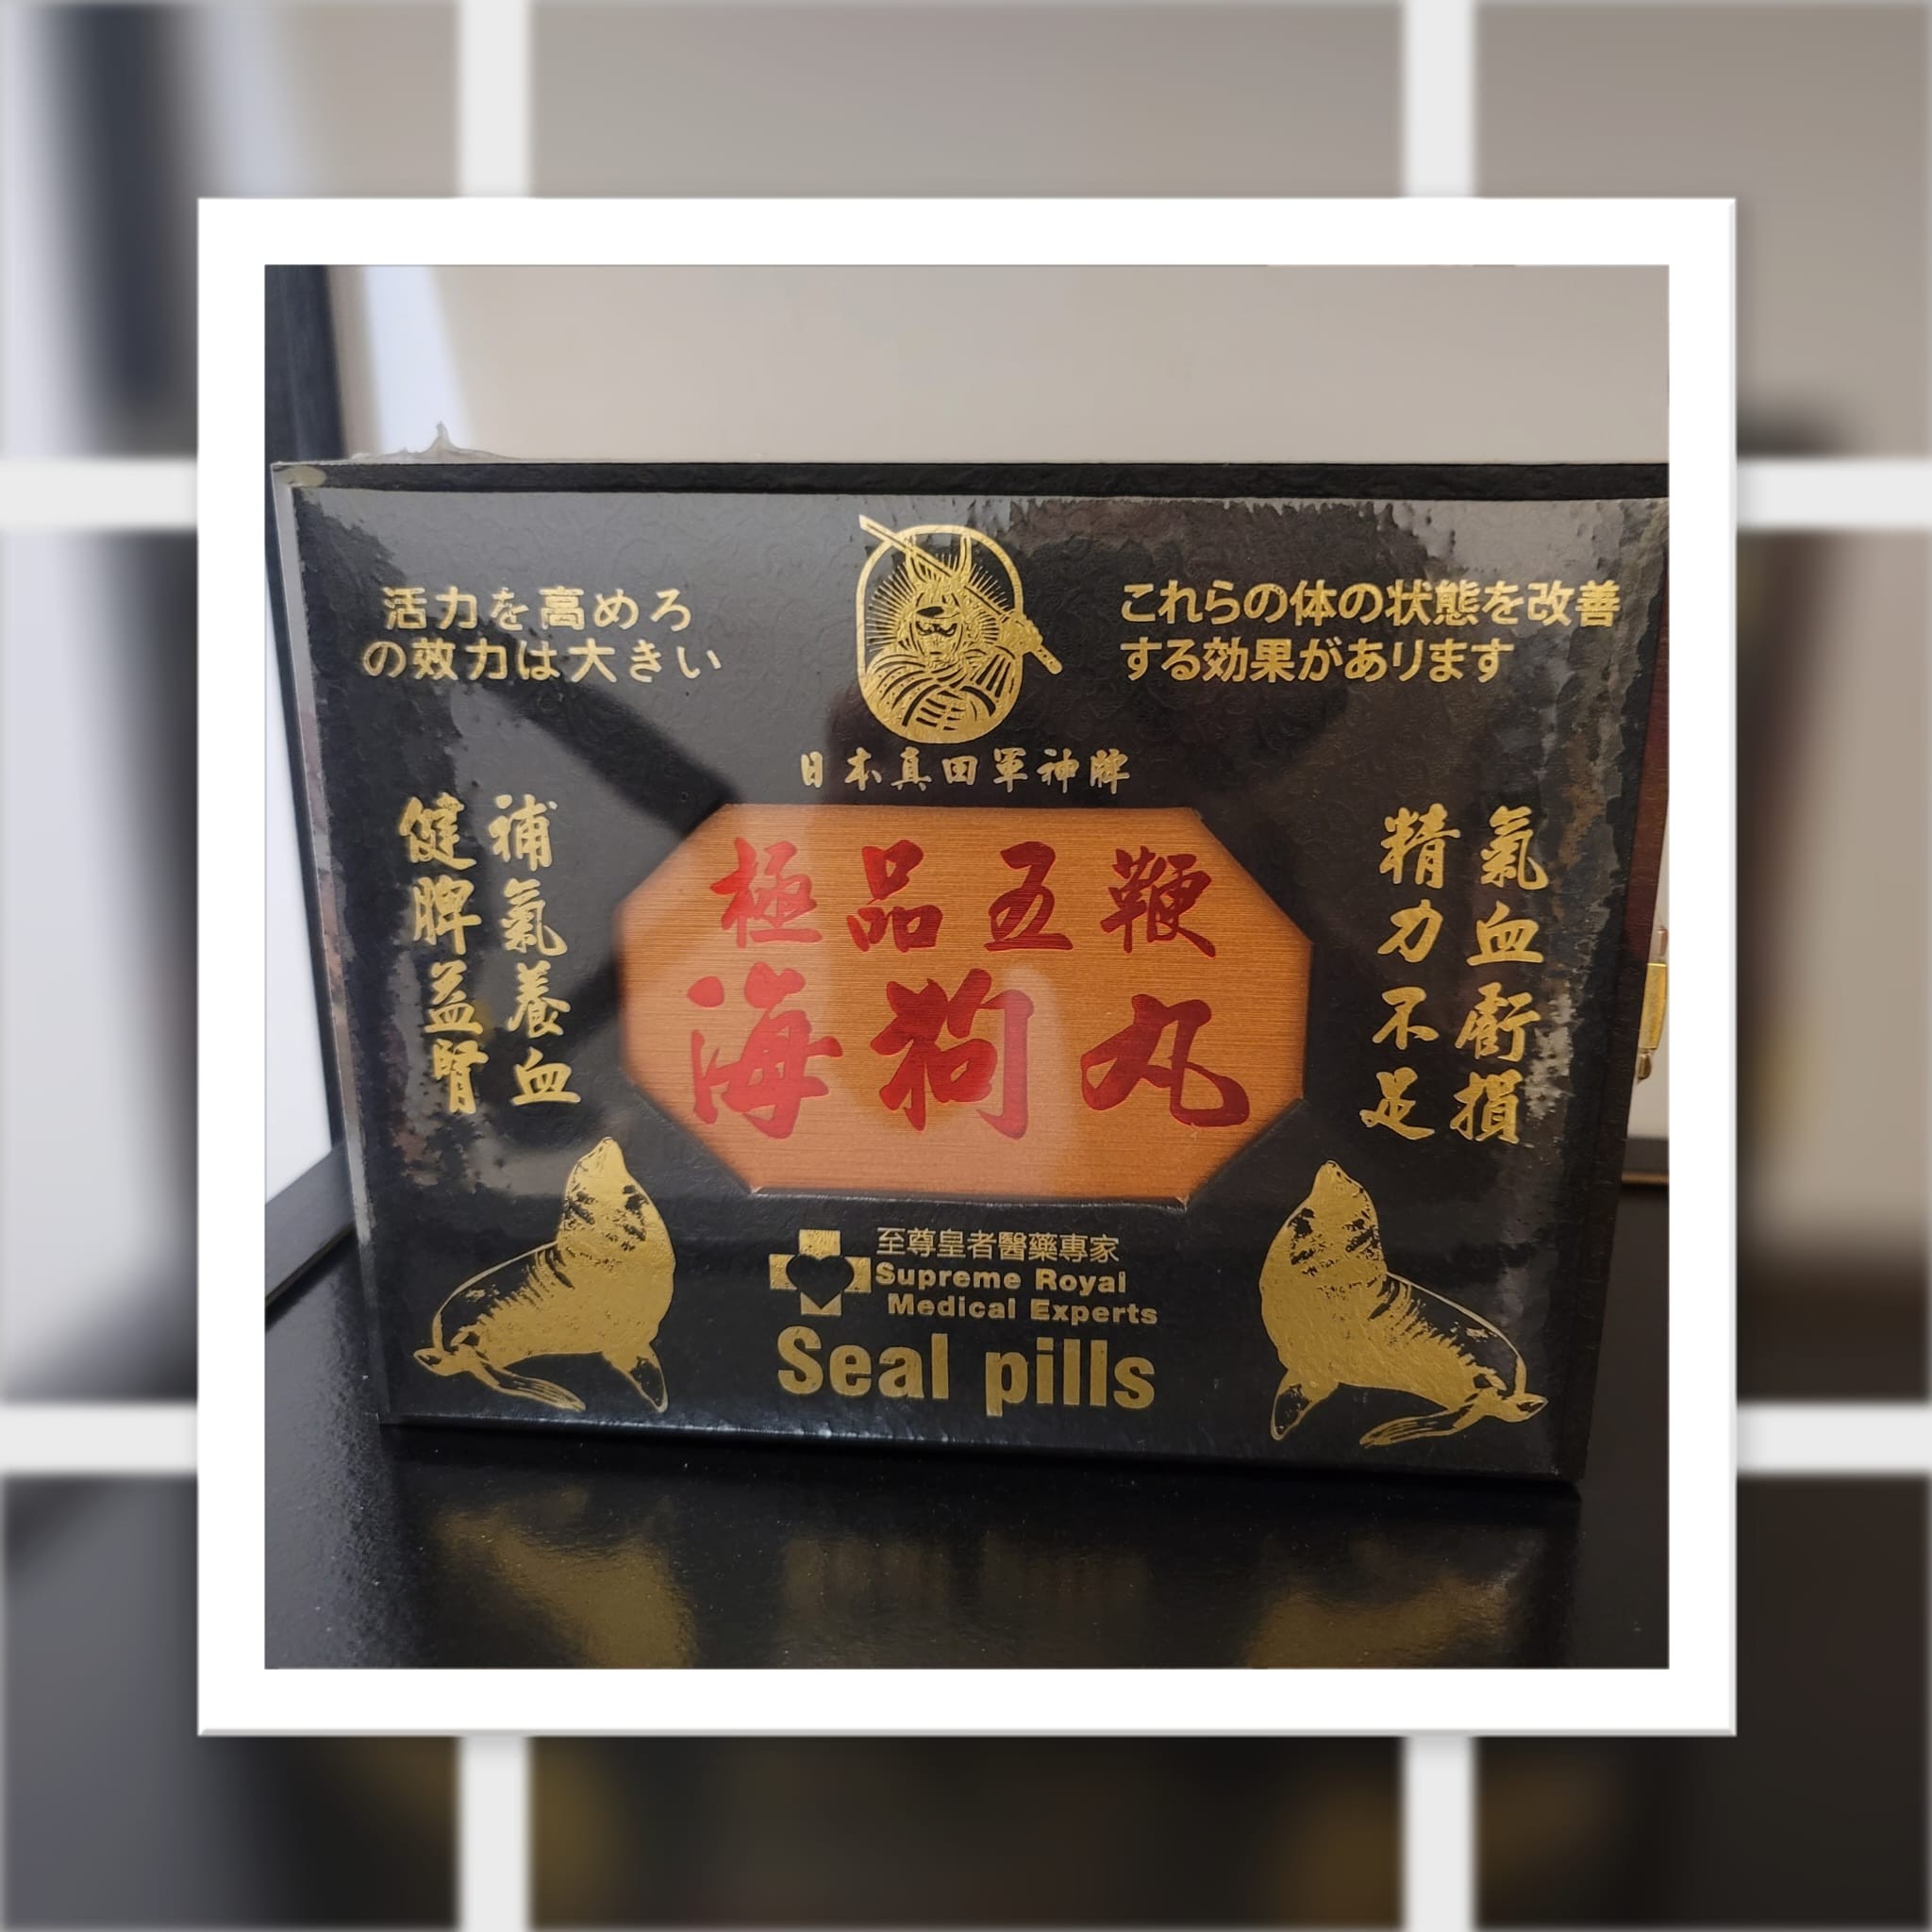 活力を高めろ
の效力は大きい
これらの体の状態を改善
する効果があリます
日本真田軍神牌
補氣養血
健脾益腎
極品五鞭
海狗丸
氣血虧損
精力不足
至尊皇者醫藥專家
Supreme Royal
Medical Experts
Seal pills